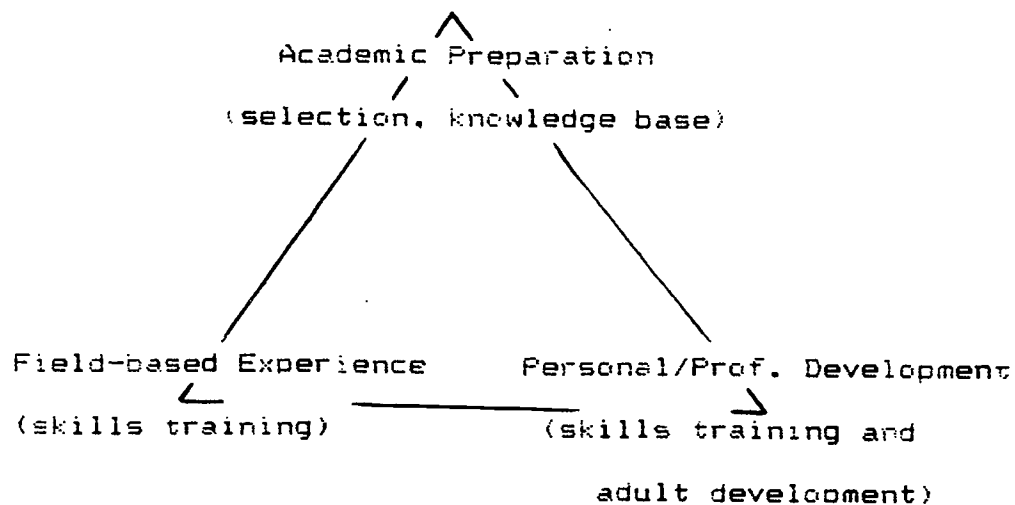 Academic Preparation
(selection, knowledge base)
Field-based Experience
Personal/Prof. Development
(skills training)
(skills training and
adult development)